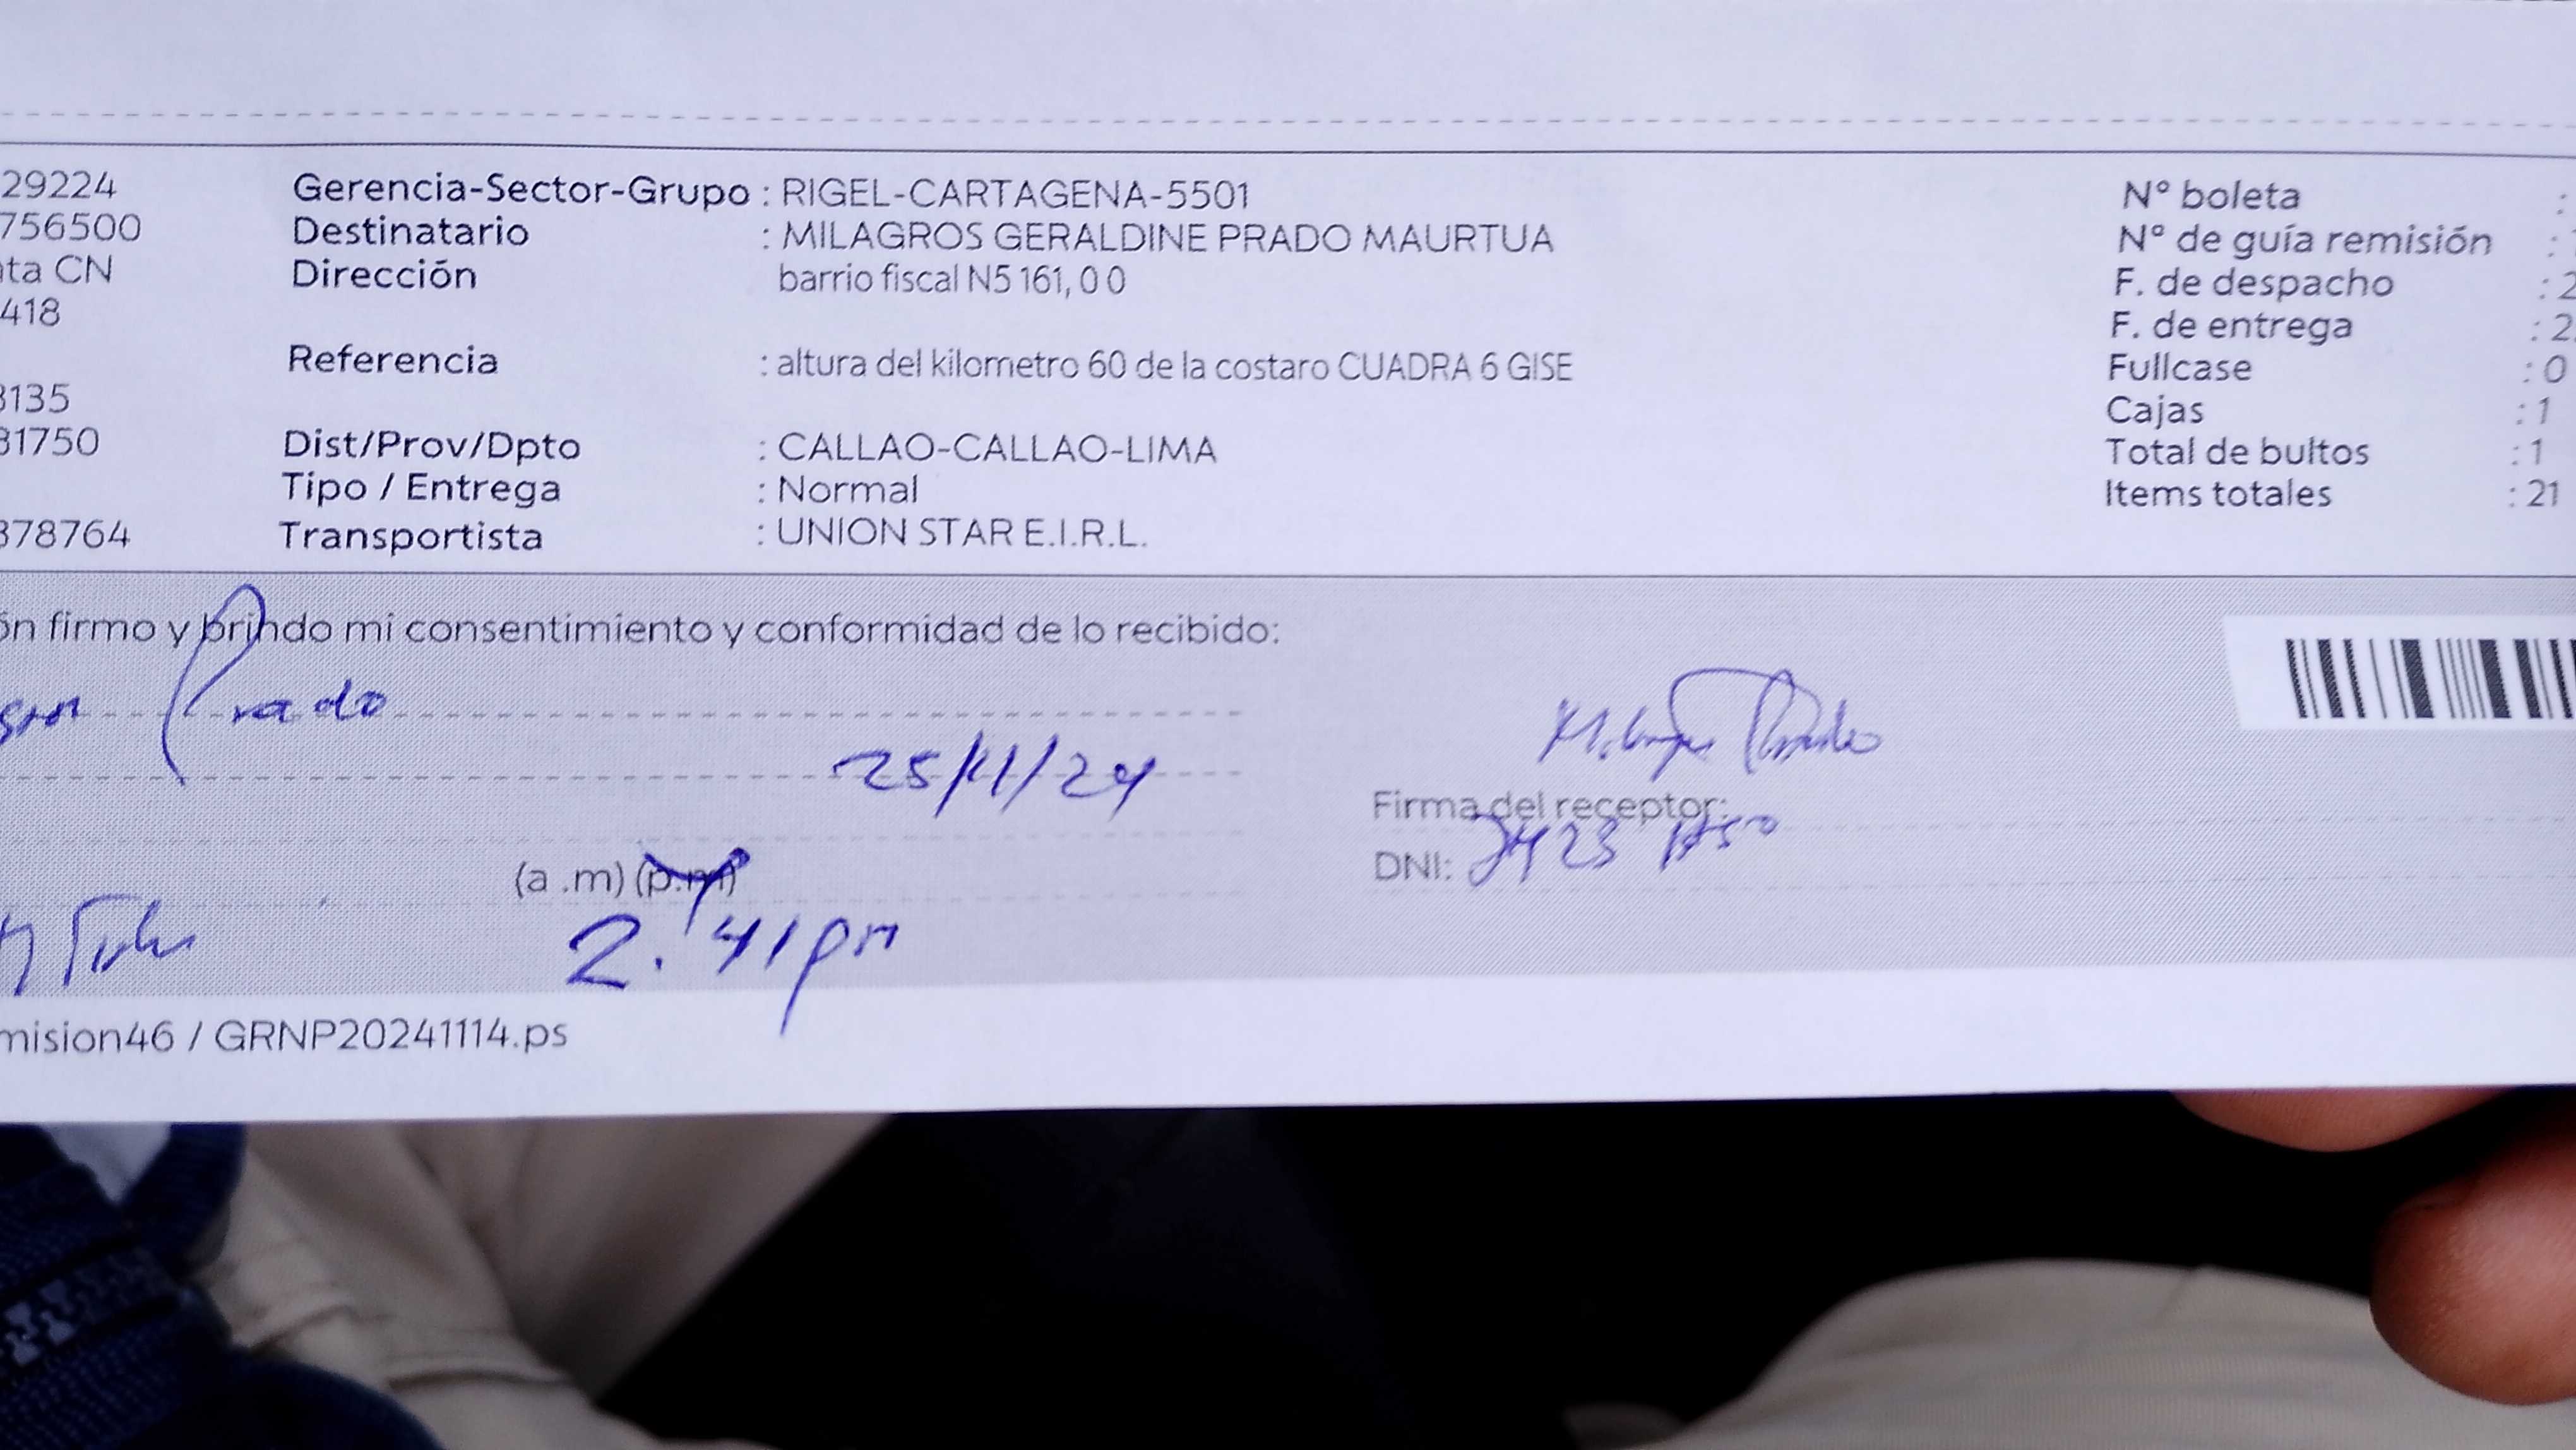 29224 Gerencia-Sector-Grupo : RIGEL-CARTAGENA-5501 N° boleta :
756500 Destinatario : MILAGROS GERALDINE PRADO MAURTUA N° de guía remisión :
ta CN Dirección barrio fiscal N5 161, 0 0 F. de despacho : 2
418 F. de entrega : 2
Referencia : altura del kilometro 60 de la costaro CUADRA 6 GISE Fullcase : 0
3135 Cajas : 1
31750 Dist/Prov/Dpto : CALLAO-CALLAO-LIMA Total de bultos : 1
Tipo / Entrega : Normal Items totales : 21
378764 Transportista : UNION STAR E.I.R.L.
ón firmo y brindo mi consentimiento y conformidad de lo recibido:
Prado
25/11/24
Firma del receptor:
(a .m) (p.m) DNI:
2:41 pm
mision46 / GRNP20241114.ps